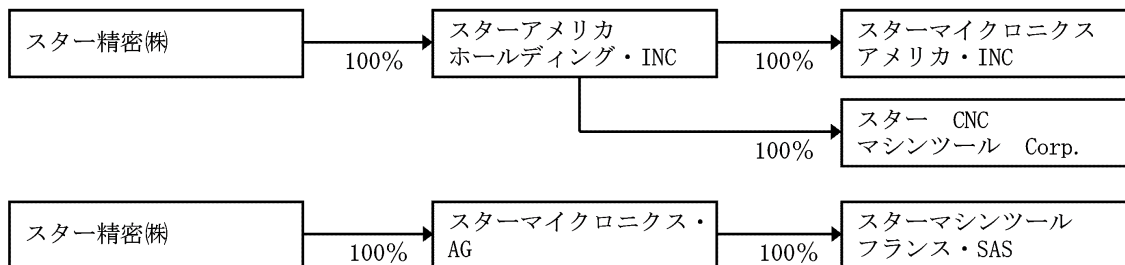 スター精密㈱
100%
スターアメリカ
ホールディング・INC
100%
スターマイクロニクス
アメリカ・INC
100%
スター　CNC
マシンツール　Corp.
スター精密㈱
100%
スターマイクロニクス・
AG
100%
スターマシンツール
フランス・SAS